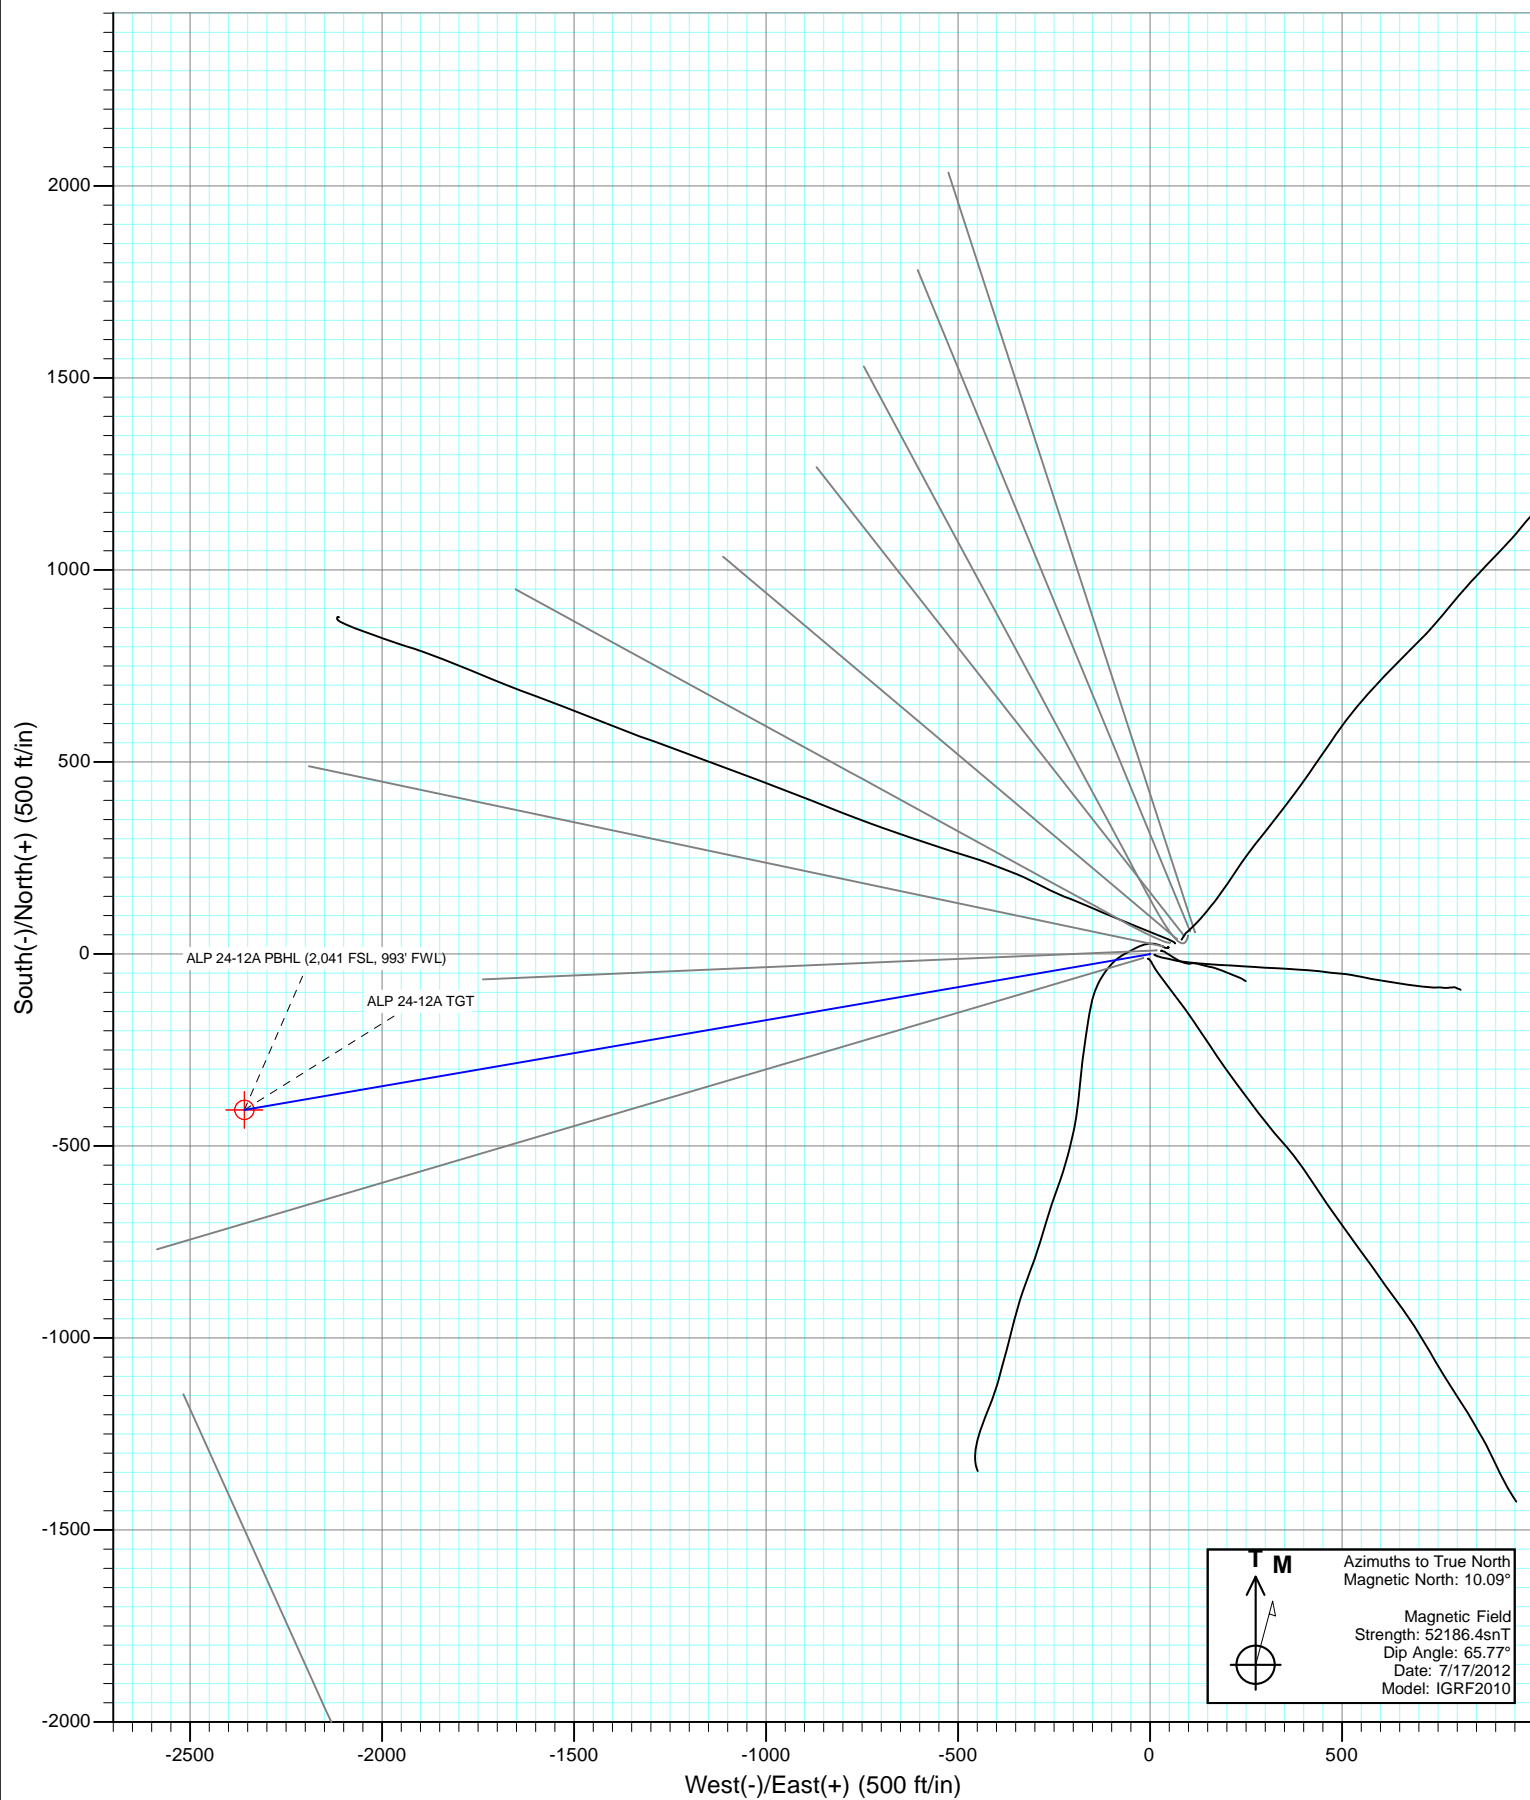 2000
1500
1000
500
0
-500
-1000
-1500
-2000
South(-)/North(+) (500 ft/in)
ALP 24-12A PBHL (2,041 FSL, 993' FWL)
ALP 24-12A TGT
T M
Azimuths to True North
Magnetic North: 10.09°
Magnetic Field
Strength: 52186.4snT
Dip Angle: 65.77°
Date: 7/17/2012
Model: IGRF2010
-2500 -2000 -1500 -1000 -500 0 500
West(-)/East(+) (500 ft/in)